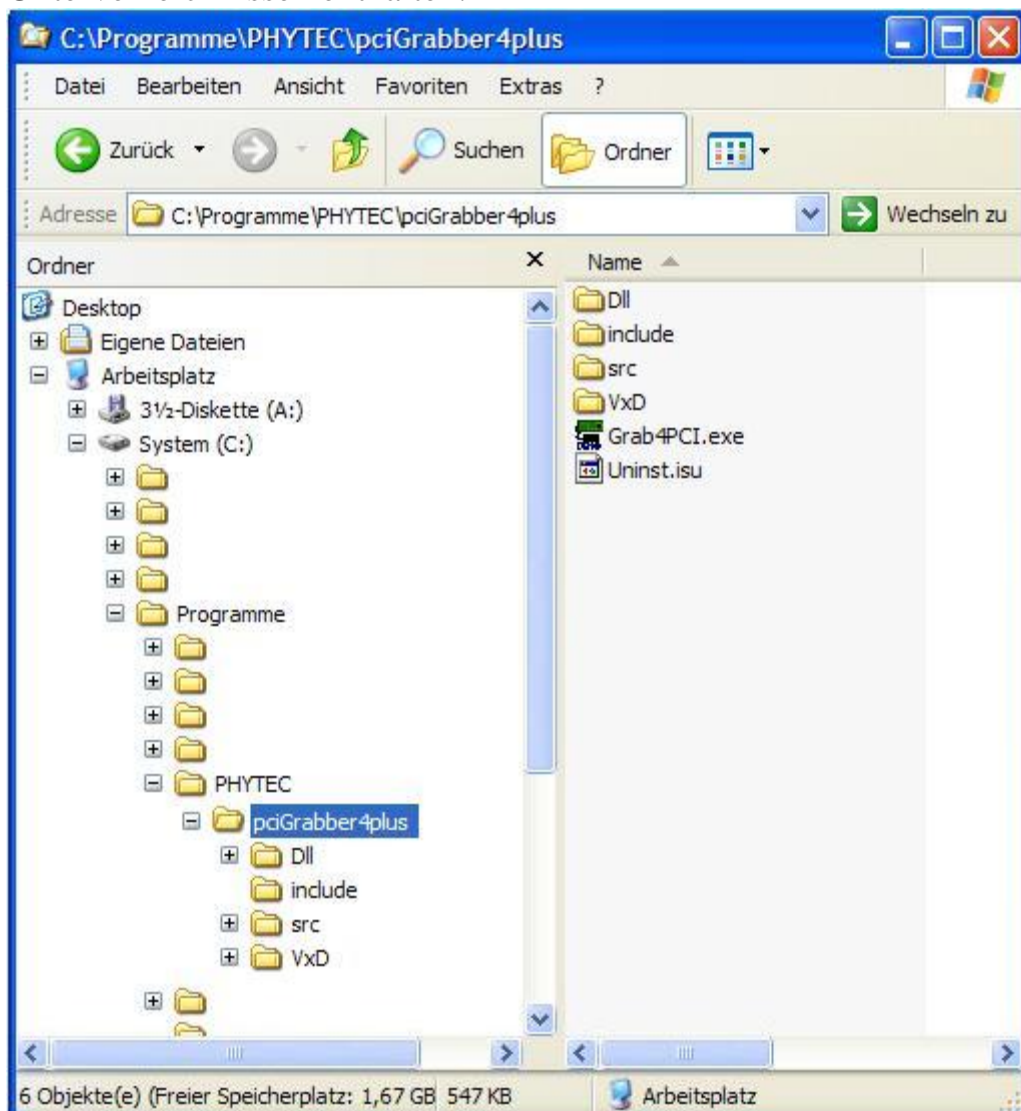 C:\Programme\PHYTEC\pciGrabber4plus
Datei Bearbeiten Ansicht Favoriten Extras ?
Zurück Suchen Ordner
Adresse C:\Programme\PHYTEC\pciGrabber4plus Wechseln zu
Ordner
Desktop
Eigene Dateien
Arbeitsplatz
3½-Diskette (A:)
System (C:)
Programme
PHYTEC
pciGrabber4plus
Dll
include
src
VxD
Name
Dll
include
src
VxD
Grab4PCI.exe
Uninst.isu
6 Objekte(e) (Freier Speicherplatz: 1,67 GB 547 KB Arbeitsplatz